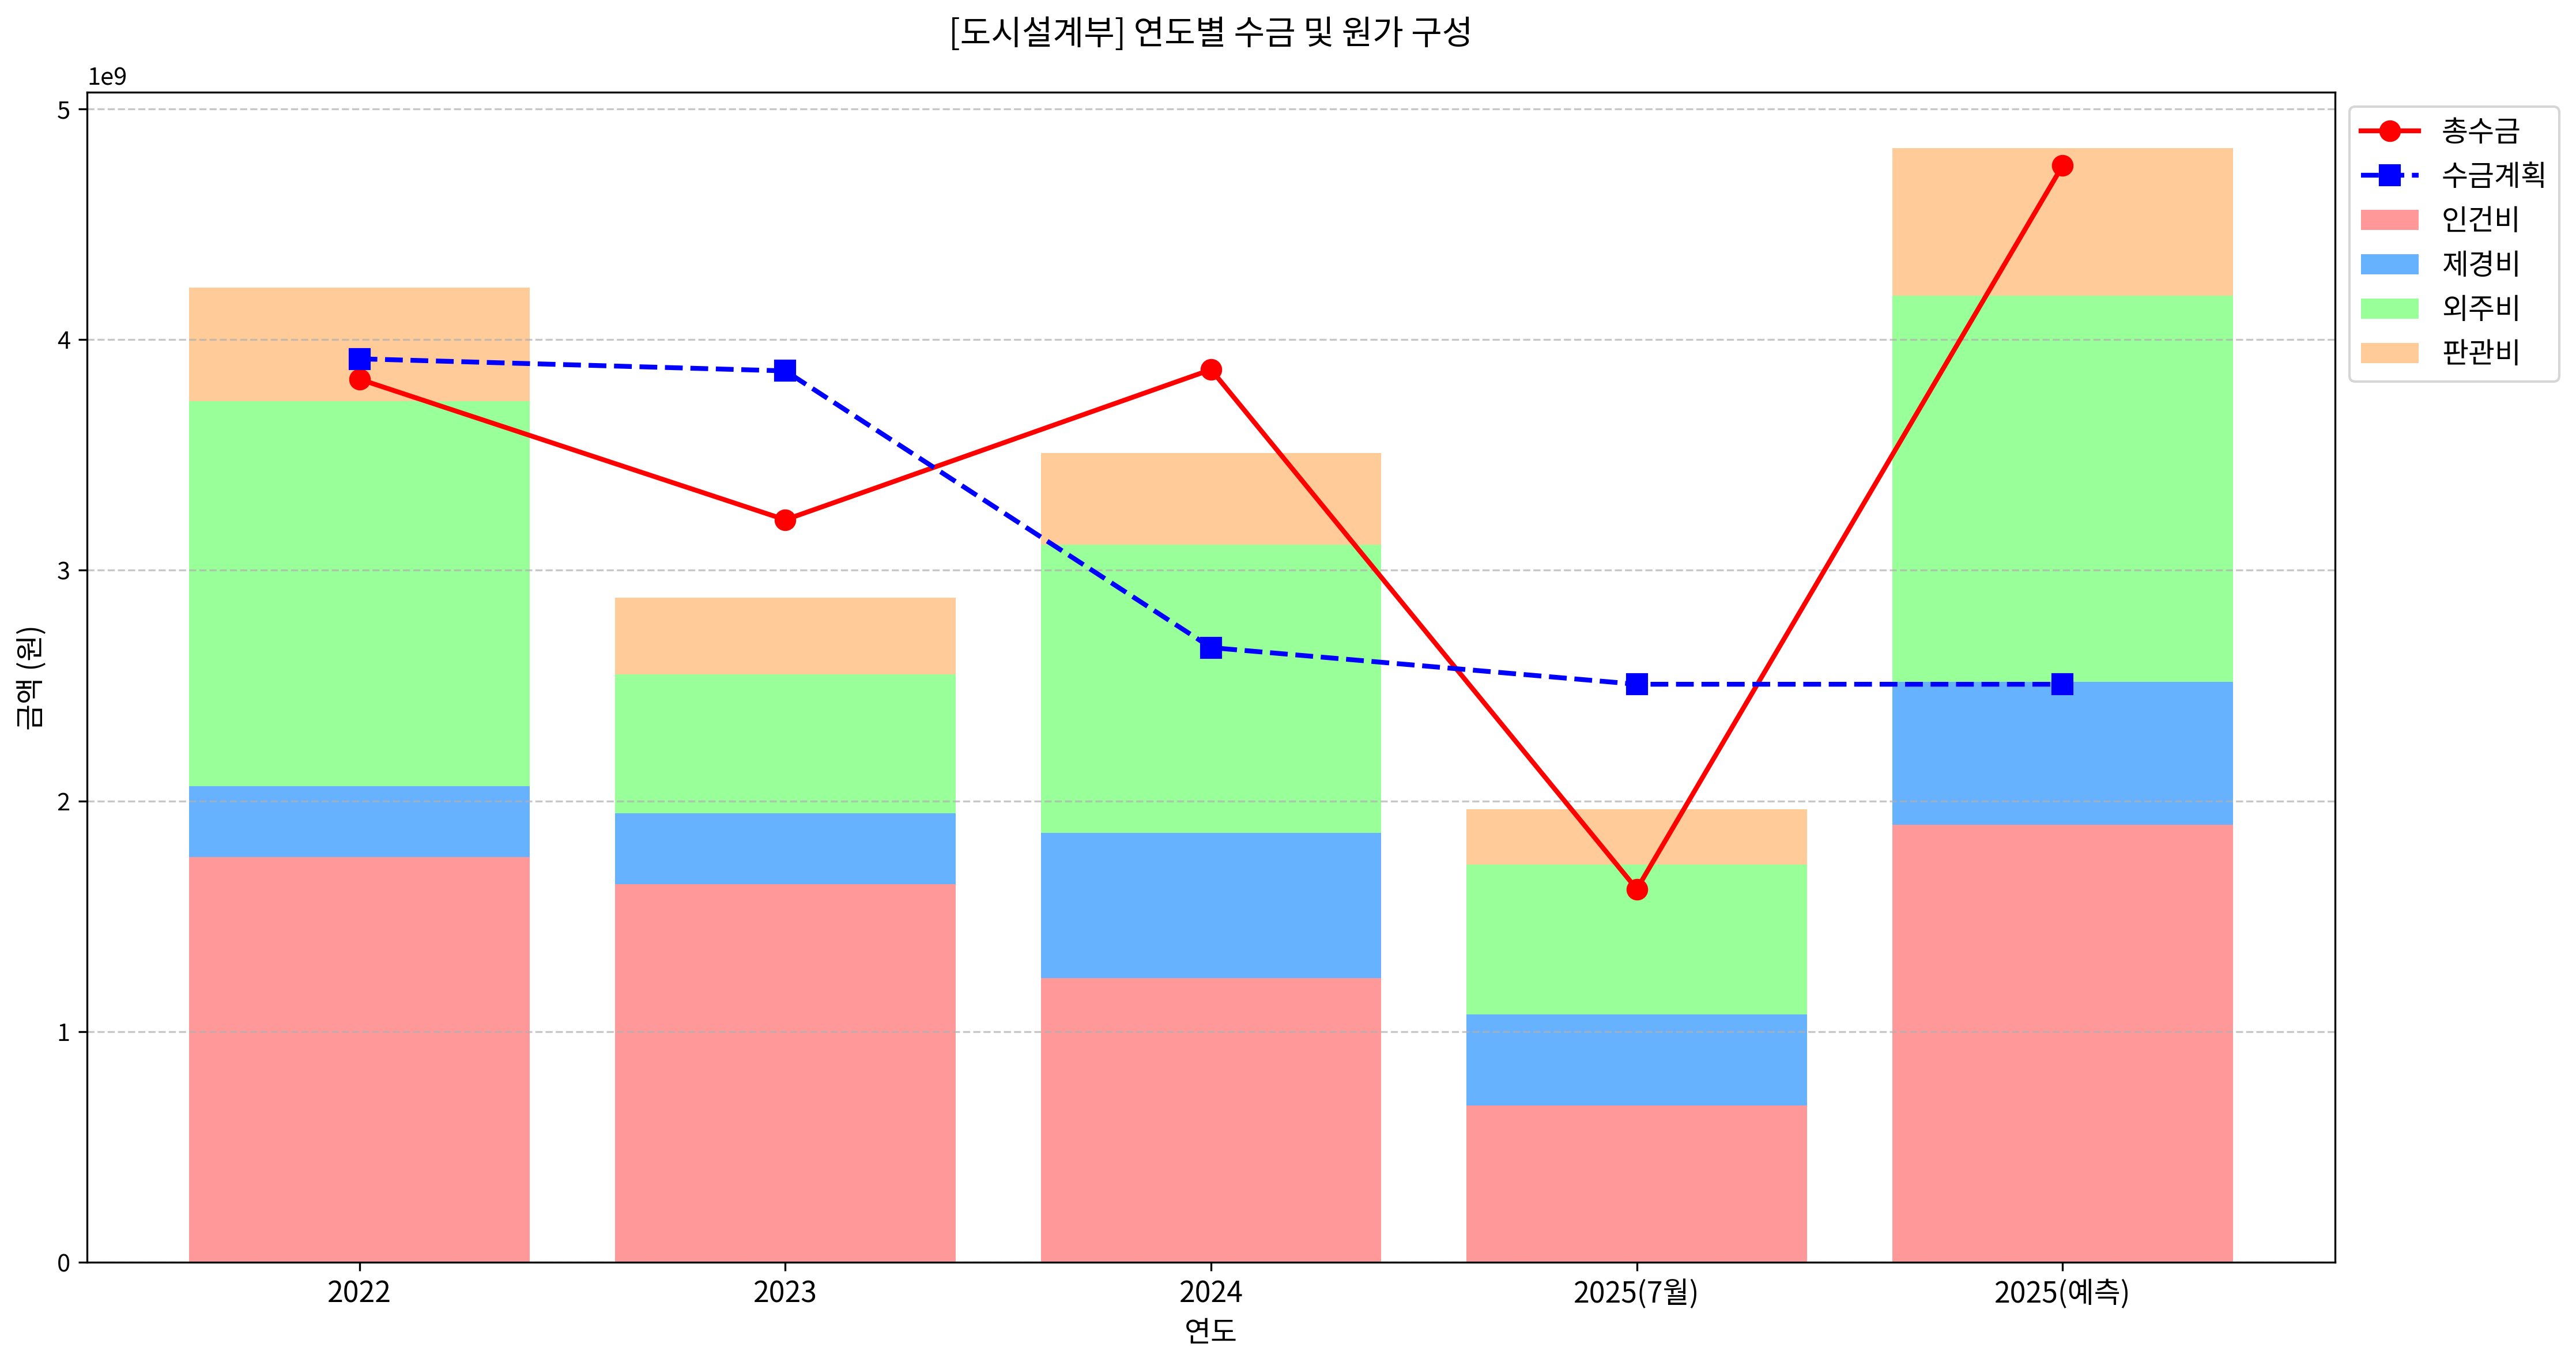 [도시설계부] 연도별 수금 및 원가 구성
1e9
5
4
3
2
1
0
금액 (원)
2022
2023
2024
2025(7월)
2025(예측)
연도
총수금
수금계획
인건비
제경비
외주비
판관비